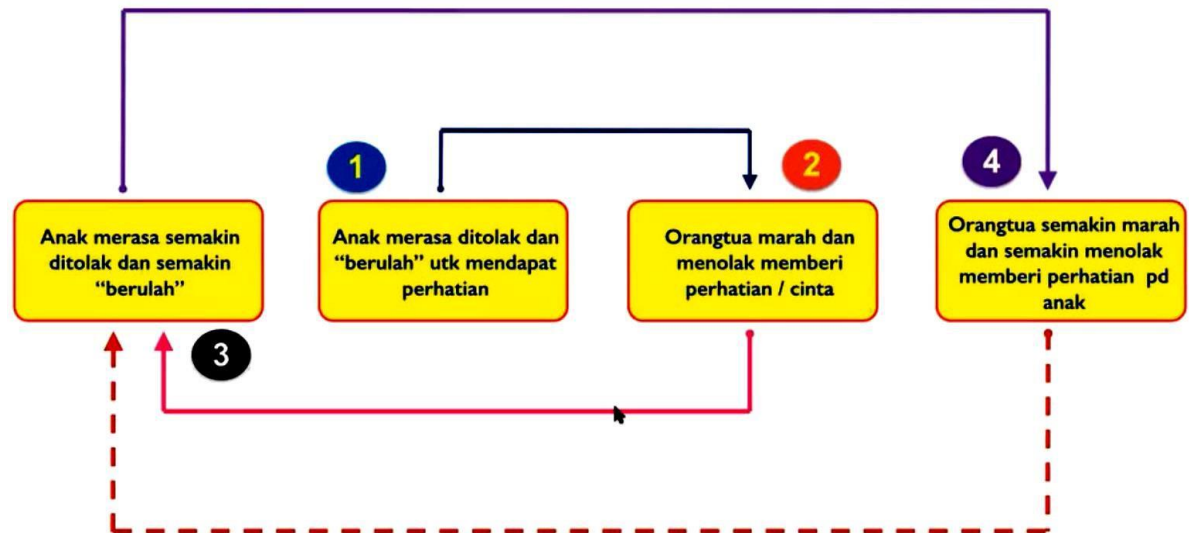 1
2
4
Anak merasa semakin
ditolak dan semakin
“berulah”
Anak merasa ditolak dan
“berulah” utk mendapat
perhatian
Orangtua marah dan
menolak memberi
perhatian / cinta
Orangtua semakin marah
dan semakin menolak
memberi perhatian pd
anak
3